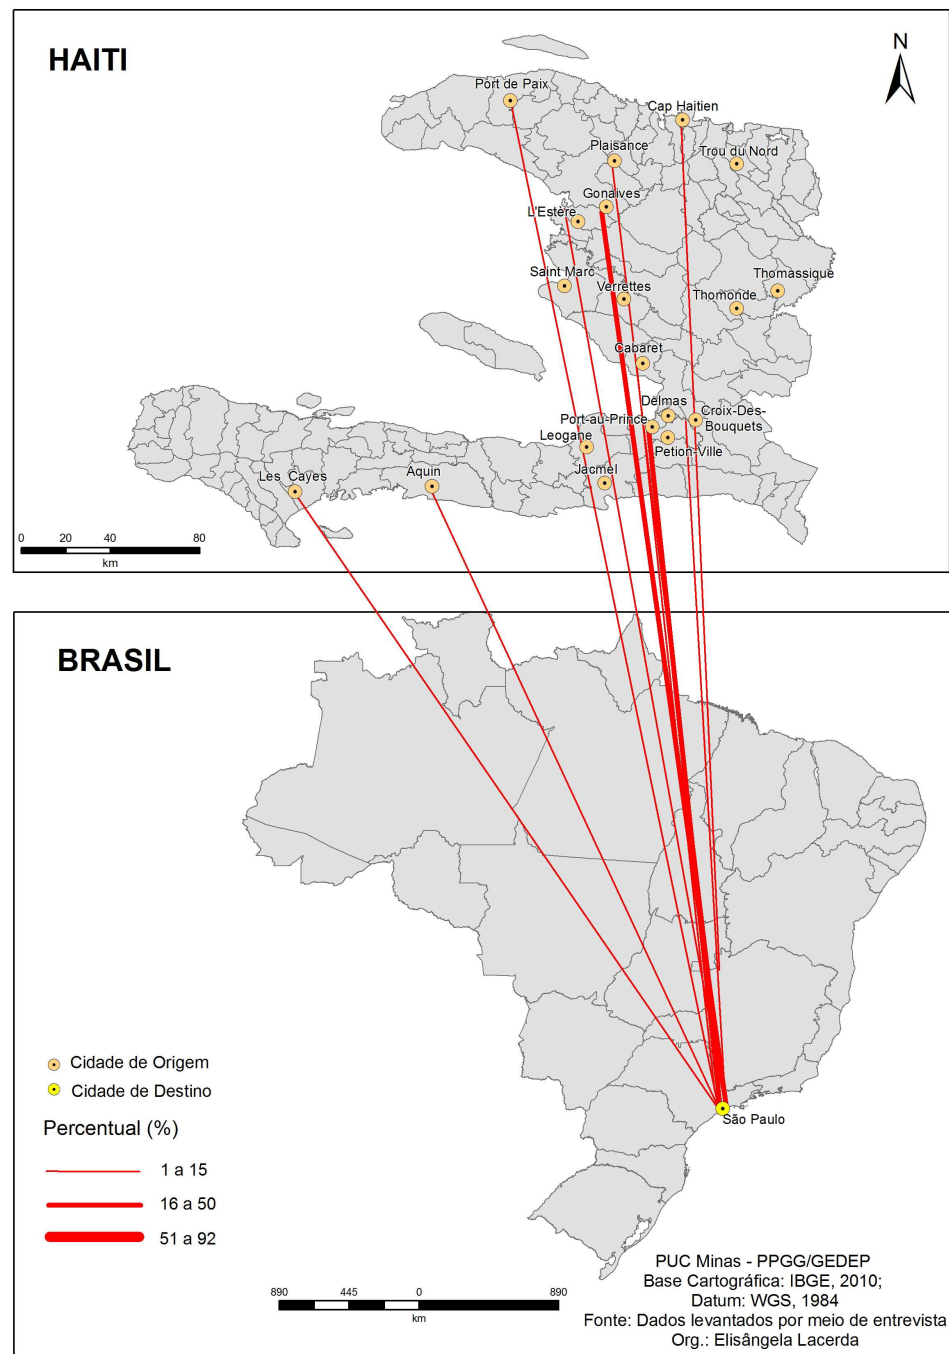 HAITI
N
Port de Paix
Cap Haitien
Plaisance
Trou du Nord
Gonaives
L'Estère
Thomassique
Saint Marc
Verrettes
Thomonde
Cabaret
Delmas
Port-au-Prince
Croix-Des-
Bouquets
Leogane
Petion-Ville
Les Cayes
Aquin
Jacmel
0 20 40 80
km
BRASIL
Cidade de Origem
Cidade de Destino
São Paulo
Percentual (%)
1 a 15
16 a 50
51 a 92
890 445 0 890
km
PUC Minas - PPGG/GEDEP
Base Cartográfica: IBGE, 2010;
Datum: WGS, 1984
Fonte: Dados levantados por meio de entrevista
Org.: Elisângela Lacerda